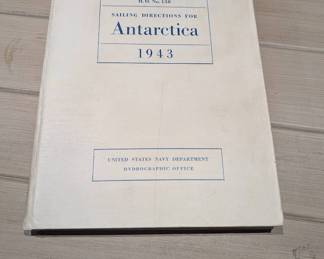 H. O. No. 138
SAILING DIRECTIONS FOR
Antarctica
1943
UNITED STATES NAVY DEPARTMENT
HYDROGRAPHIC OFFICE